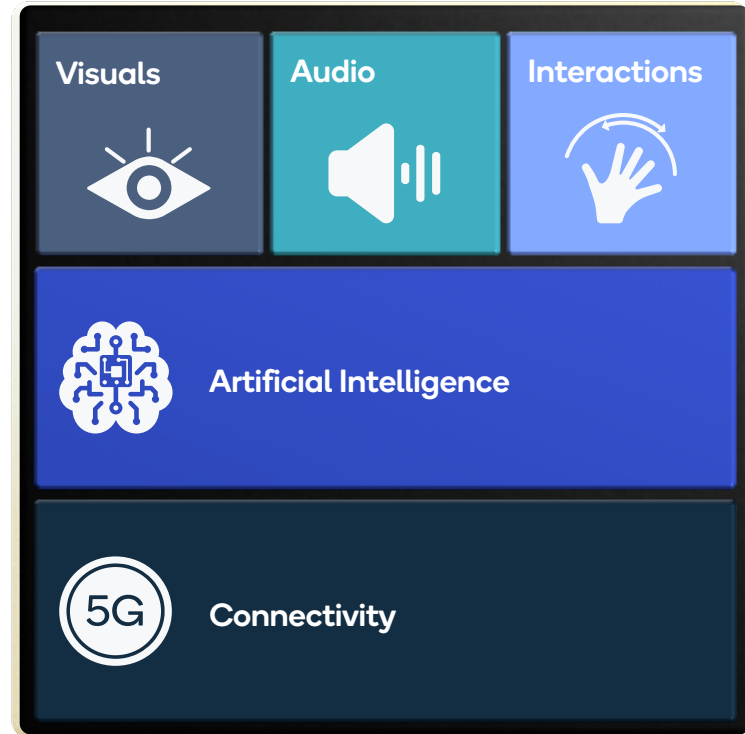 Visuals
Audio
Interactions
Artificial Intelligence
5G
Connectivity